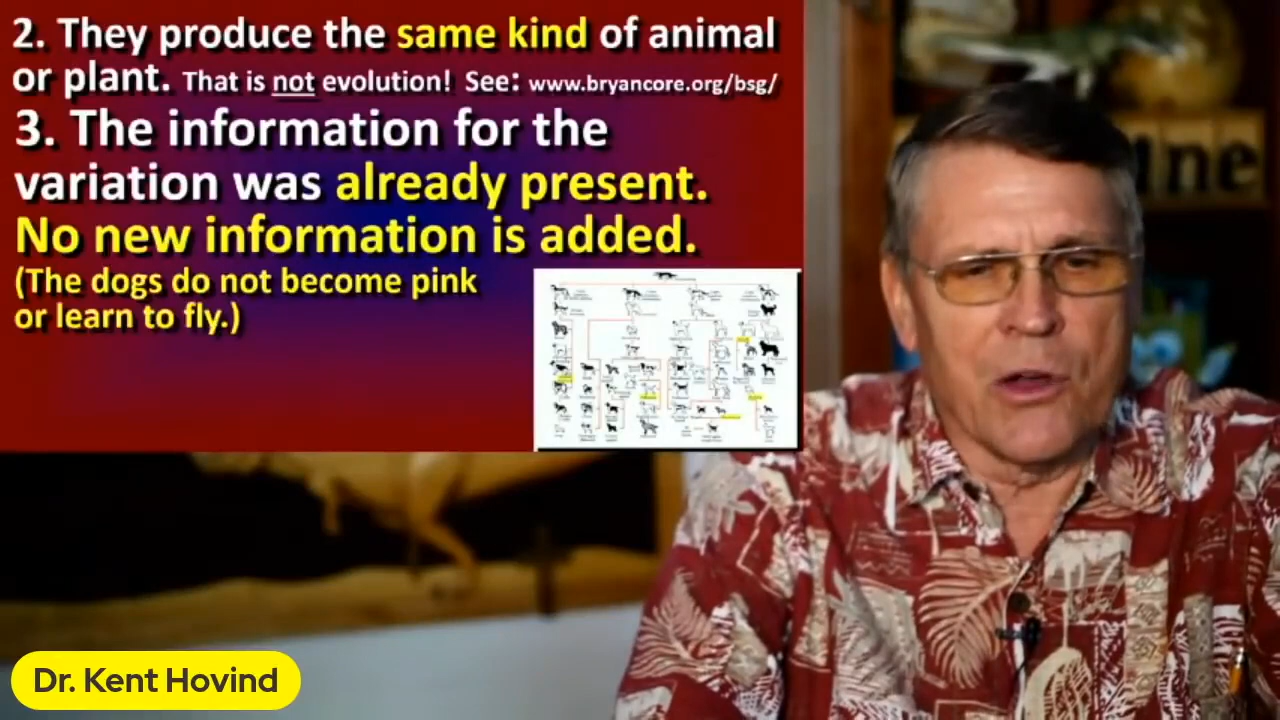 2. They produce the same kind of animal
or plant. That is not evolution! See: www.bryancore.org/bsg/
3. The information for the
variation was already present.
No new information is added.
(The dogs do not become pink
or learn to fly.)
Dr. Kent Hovind